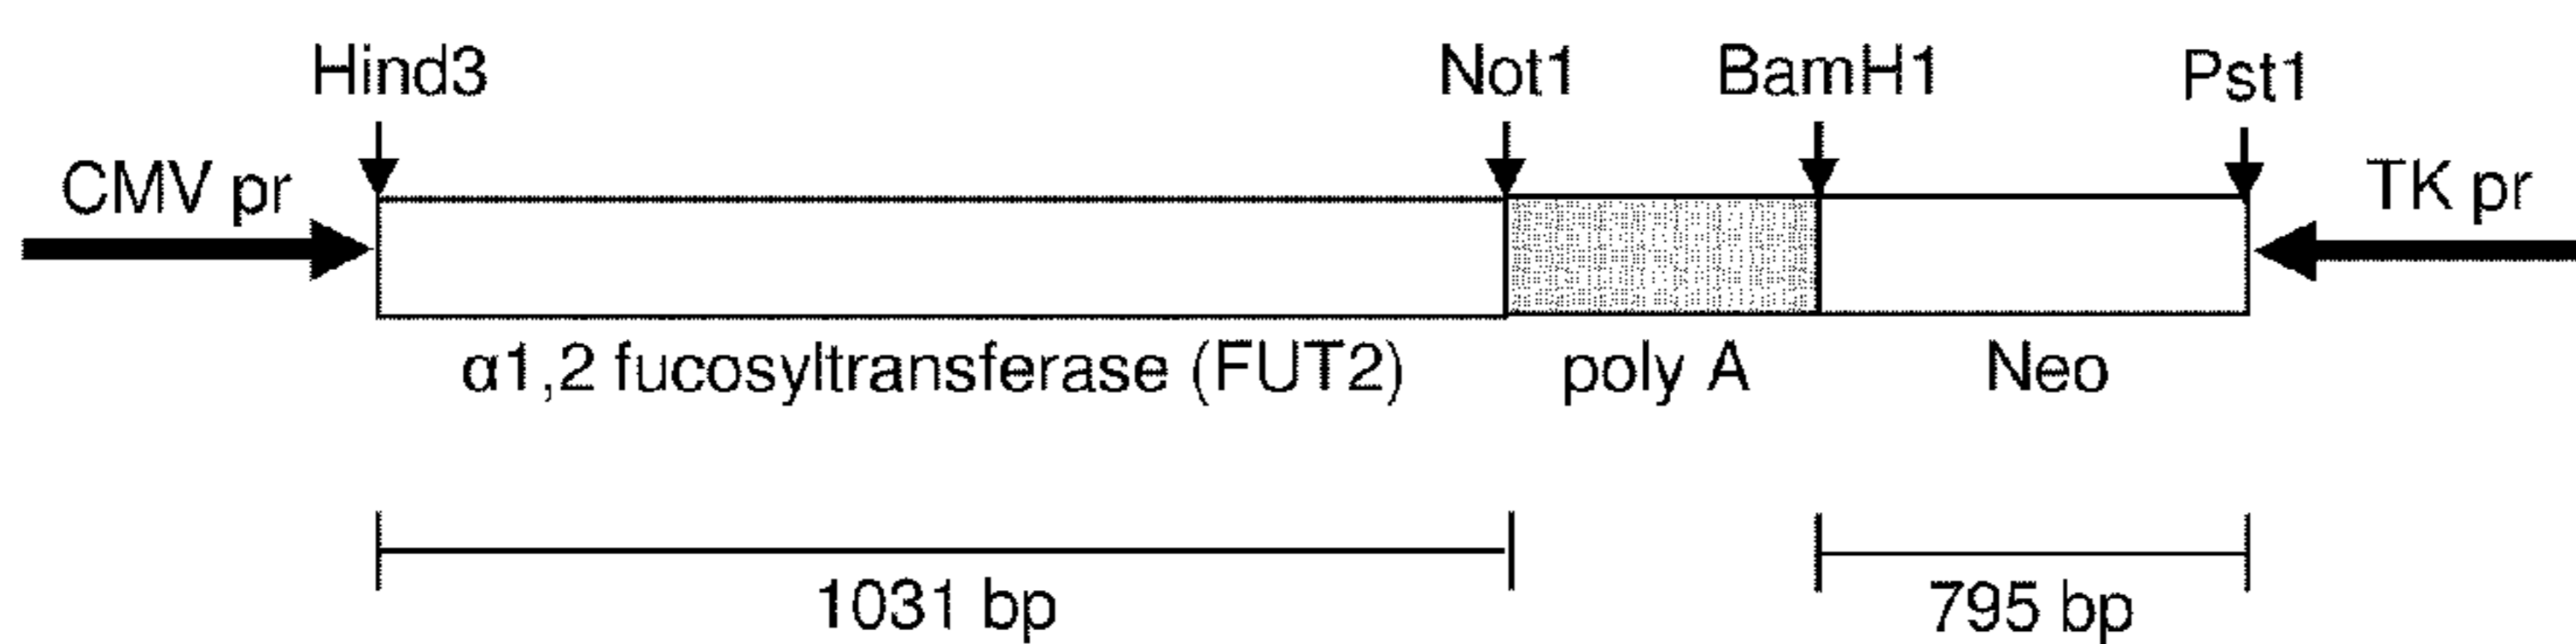 Hind3
Not1
BamH1
Pst1
CMV pr
TK pr
α1,2 fucosyltransferase (FUT2)
poly A
Neo
1031 bp
795 bp